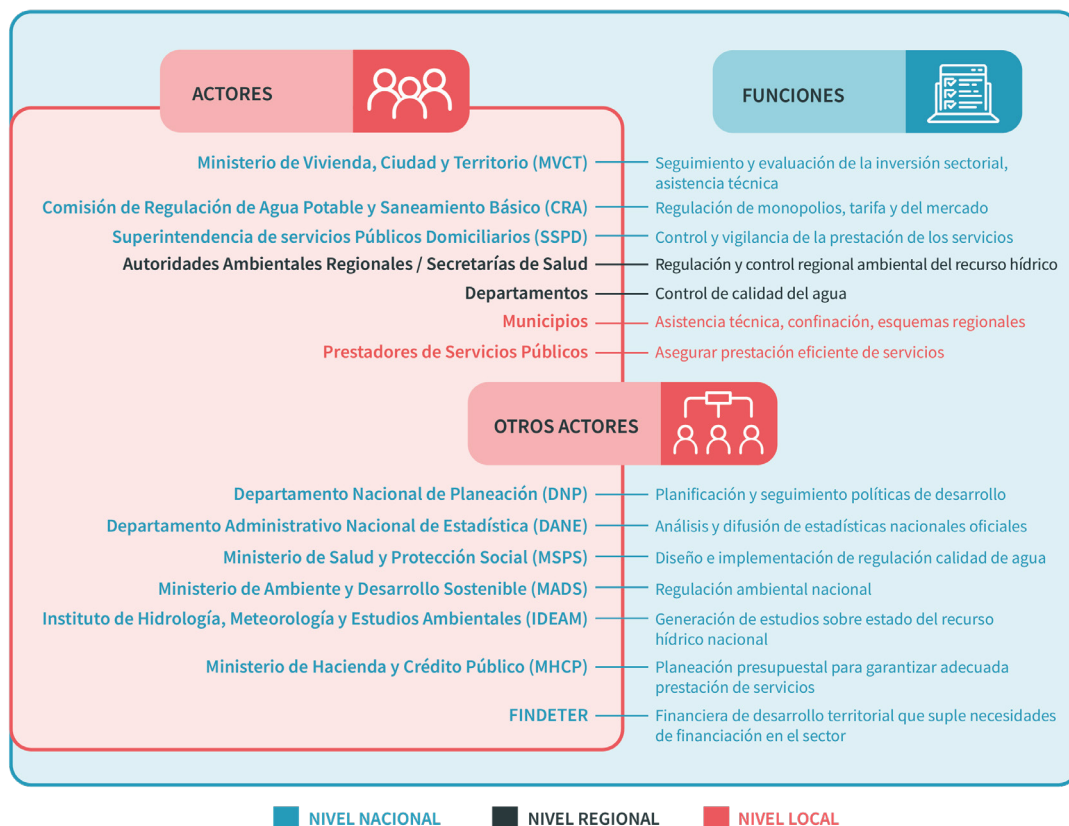 ACTORES
FUNCIONES
Ministerio de Vivienda, Ciudad y Territorio (MVCT)
Seguimiento y evaluación de la inversión sectorial,
asistencia técnica
Comisión de Regulación de Agua Potable y Saneamiento Básico (CRA)
Regulación de monopolios, tarifa y del mercado
Superintendencia de servicios Públicos Domiciliarios (SSPD)
Control y vigilancia de la prestación de los servicios
Autoridades Ambientales Regionales / Secretarías de Salud
Regulación y control regional ambiental del recurso hídrico
Departamentos
Control de calidad del agua
Municipios
Asistencia técnica, confinación, esquemas regionales
Prestadores de Servicios Públicos
Asegurar prestación eficiente de servicios
OTROS ACTORES
Departamento Nacional de Planeación (DNP)
Planificación y seguimiento políticas de desarrollo
Departamento Administrativo Nacional de Estadística (DANE)
Análisis y difusión de estadísticas nacionales oficiales
Ministerio de Salud y Protección Social (MSPS)
Diseño e implementación de regulación calidad de agua
Ministerio de Ambiente y Desarrollo Sostenible (MADS)
Regulación ambiental nacional
Instituto de Hidrología, Meteorología y Estudios Ambientales (IDEAM)
Generación de estudios sobre estado del recurso
hídrico nacional
Ministerio de Hacienda y Crédito Público (MHCP)
Planeación presupuestal para garantizar adecuada
prestación de servicios
FINDETER
Financiera de desarrollo territorial que suple necesidades
de financiación en el sector
NIVEL NACIONAL
NIVEL REGIONAL
NIVEL LOCAL